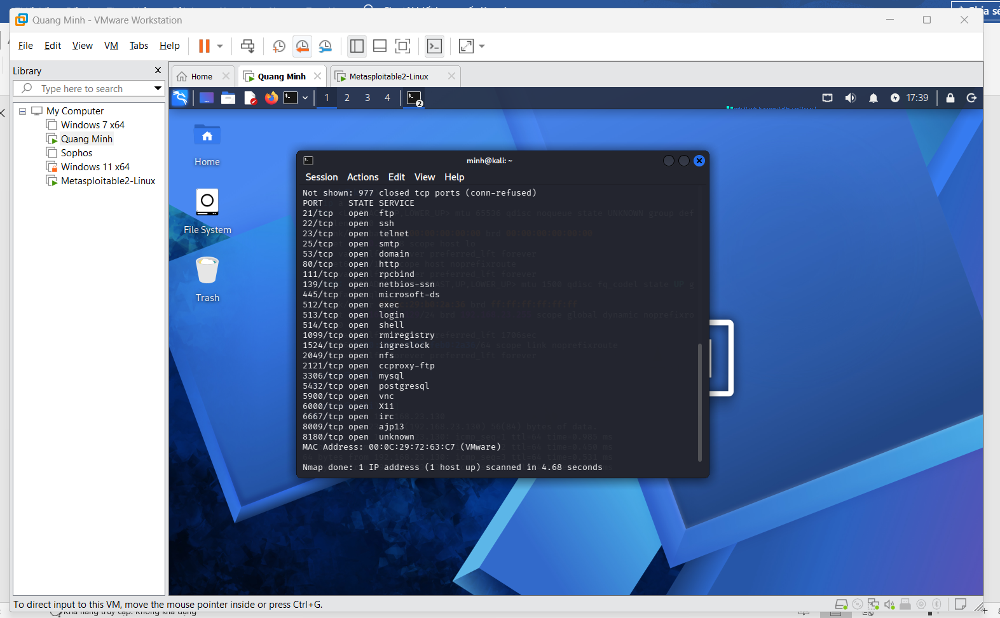 Quang Minh - VMware Workstation
File Edit View VM Tabs Help
Library
Type here to search
My Computer
Windows 7 x64
Quang Minh
Sophos
Windows 11 x64
Metasploitable2-Linux
Home
Quang Minh
Metasploitable2-Linux
1 2 3 4
2
17:39
Home
File System
Trash
minh@kali: ~
Session Actions Edit View Help
Not shown: 977 closed tcp ports (conn-refused)
PORT STATE SERVICE
21/tcp open ftp
22/tcp open ssh
23/tcp open telnet
25/tcp open smtp
53/tcp open domain
80/tcp open http
111/tcp open rpcbind
139/tcp open netbios-ssn
445/tcp open microsoft-ds
512/tcp open exec
513/tcp open login
514/tcp open shell
1099/tcp open rmiregistry
1524/tcp open ingreslock
2049/tcp open nfs
2121/tcp open ccproxy-ftp
3306/tcp open mysql
5432/tcp open postgresql
5900/tcp open vnc
6000/tcp open X11
6667/tcp open irc
8009/tcp open ajp13
8180/tcp open unknown
MAC Address: 00:0C:29:72:63:C7 (VMware)
Nmap done: 1 IP address (1 host up) scanned in 4.68 seconds
To direct input to this VM, move the mouse pointer inside or press Ctrl+G.